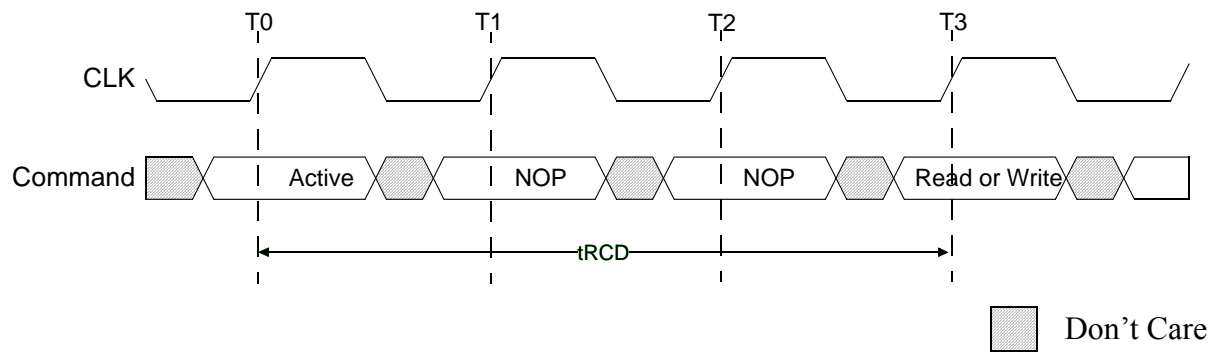 T0 T1 T2 T3
CLK
Command Active NOP NOP Read or Write
tRCD
Don't Care